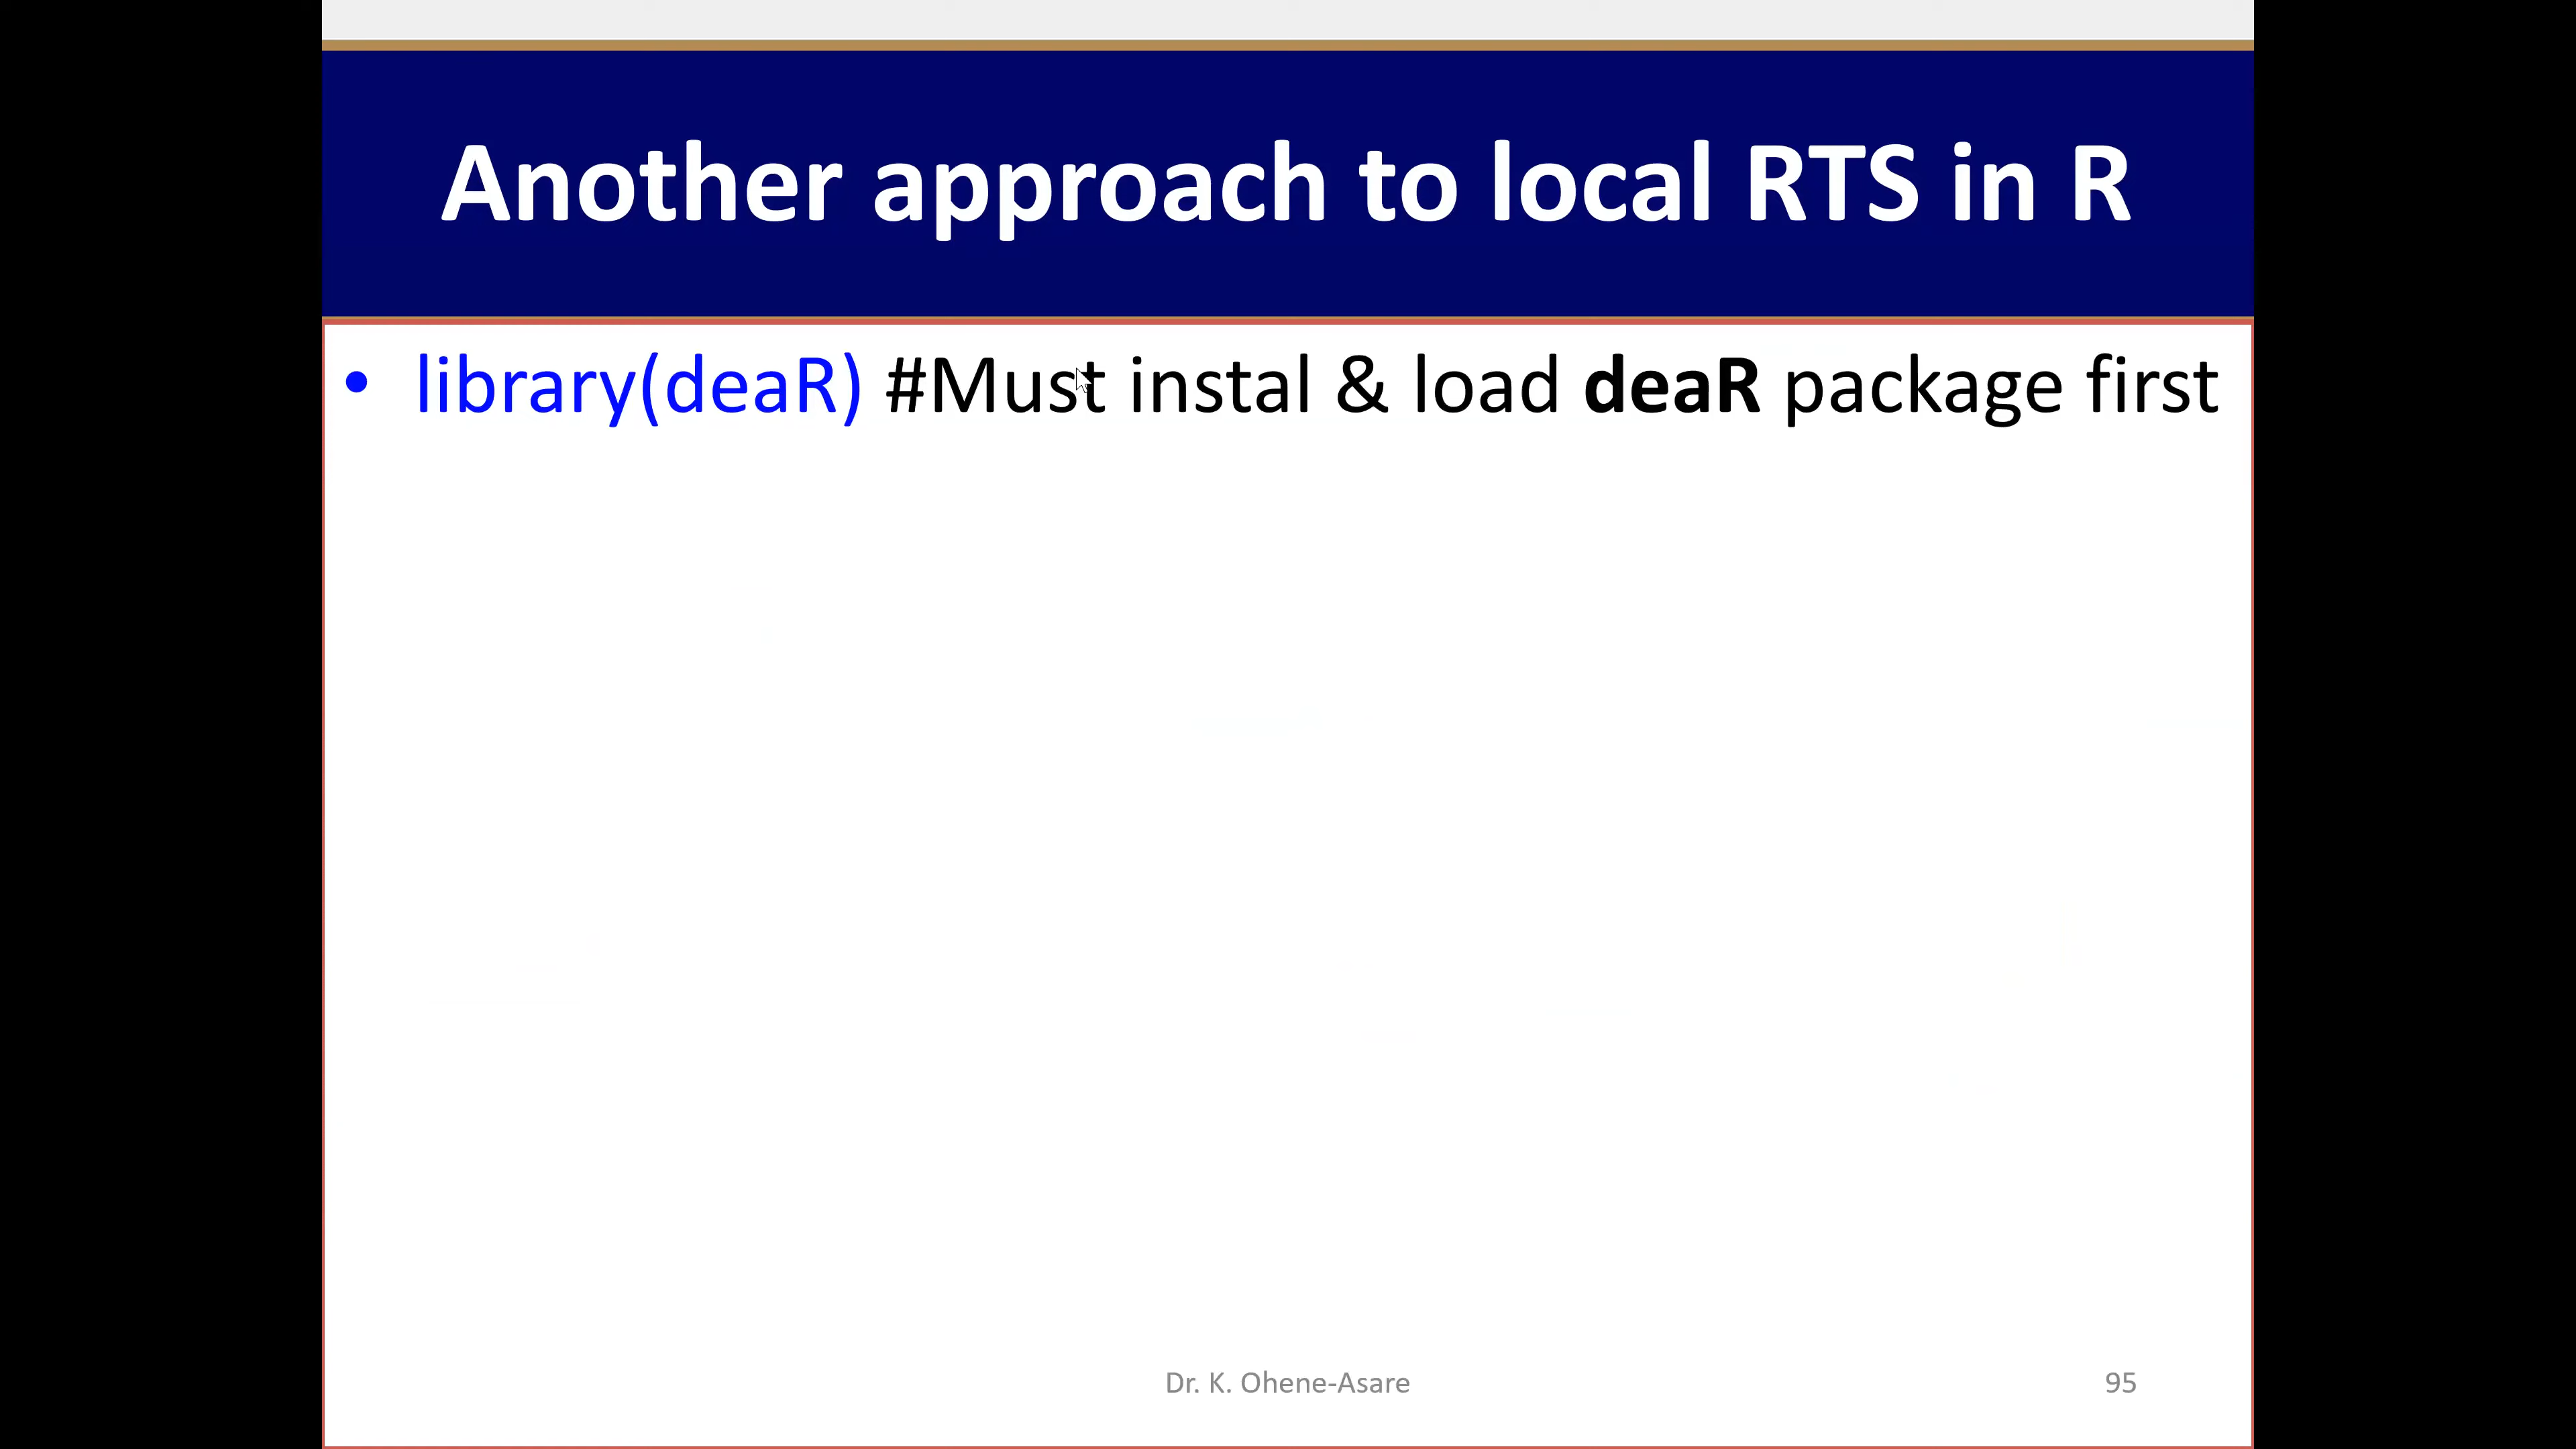 Another approach to local RTS in R
• library(deaR) #Must instal & load deaR package first
Dr. K. Ohene-Asare
95